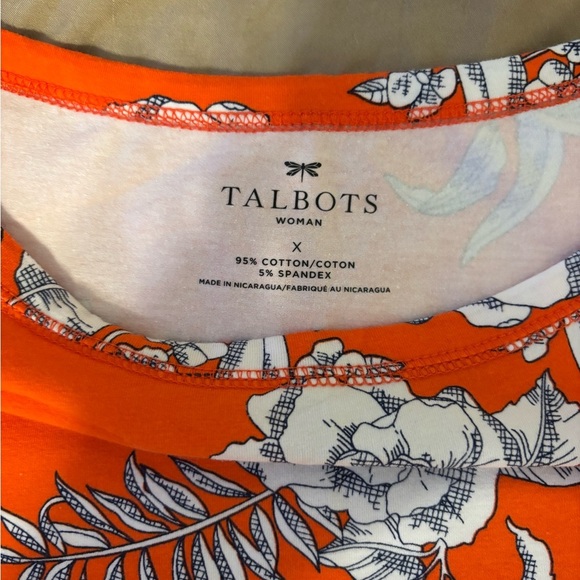 TALBOTS
WOMAN
X
95% COTTON/COTON
5% SPANDEX
MADE IN NICARAGUA/FABRIQUÉ AU NICARAGUA